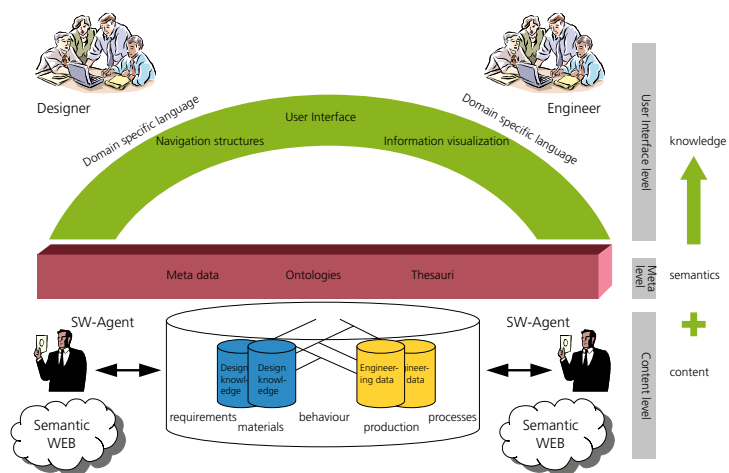 Designer
Engineer
Domain specific language
Domain specific language
User Interface
Navigation structures
Information visualization
User Interface level
knowledge
Meta data
Ontologies
Thesauri
Meta
level
semantics
SW-Agent
SW-Agent
Design
knowl-
edge
Design
knowl-
edge
Engineer-
ing data
ineer-
data
Content level
content
requirements
materials
behaviour
production
processes
Semantic
WEB
Semantic
WEB